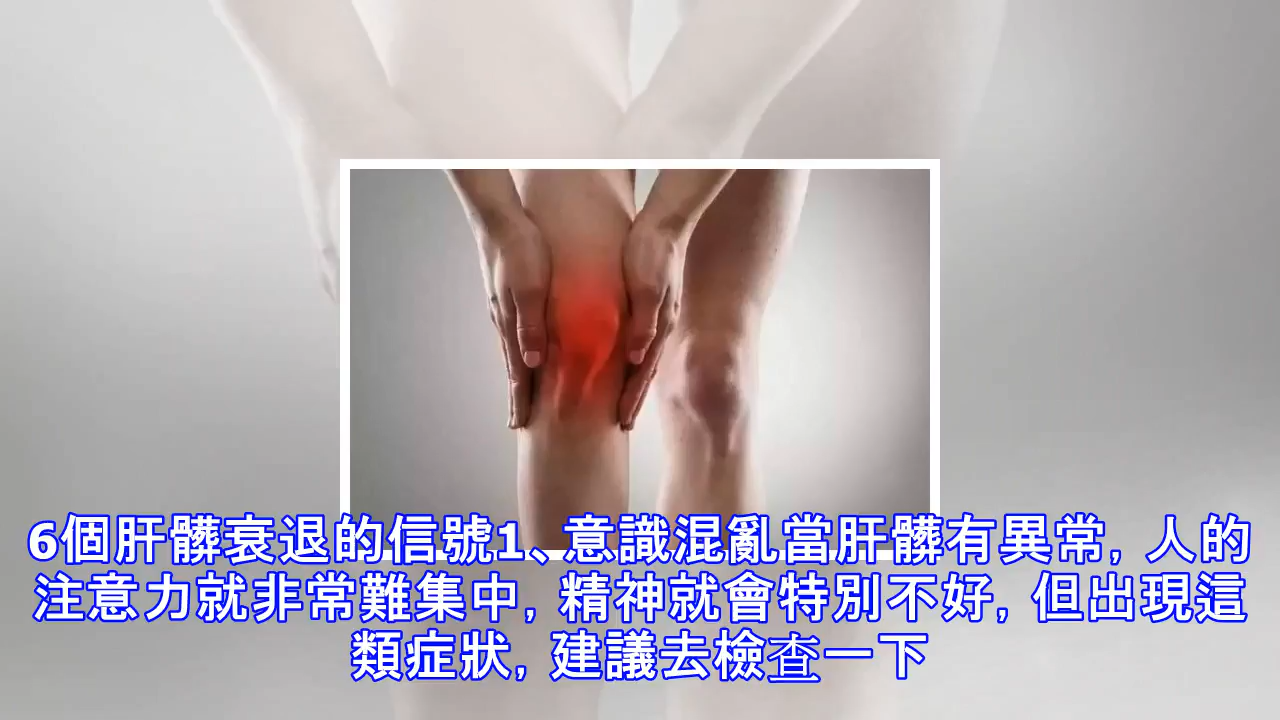 6個肝髒衰退的信號1、意識混亂當肝髒有異常, 人的
注意力就非常難集中, 精神就會特別不好, 但出現這
類症狀, 建議去檢查一下